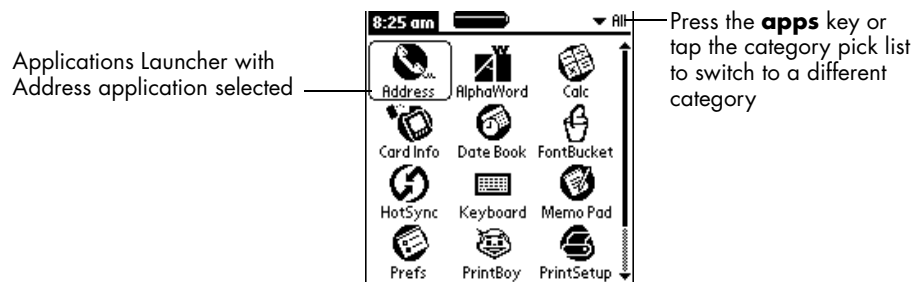 8:25 am
All
Press the apps key or
tap the category pick list
to switch to a different
category
Applications Launcher with
Address application selected
Address AlphaWord Calc
Card Info Date Book FontBucket
HotSync Keyboard Memo Pad
Prefs PrintBoy PrintSetup